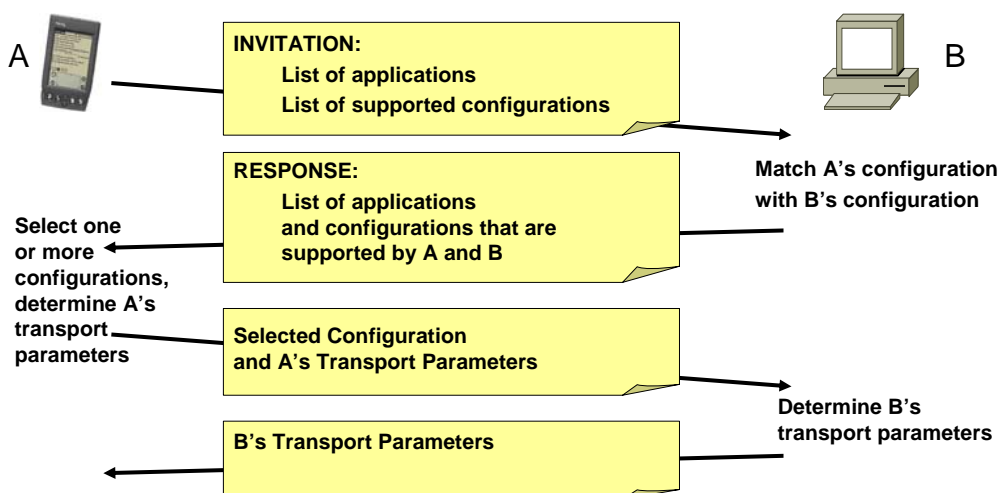 A
B
INVITATION:
List of applications
List of supported configurations
Match A's configuration
with B's configuration
RESPONSE:
List of applications
and configurations that are
supported by A and B
Select one
or more
configurations,
determine A's
transport
parameters
Selected Configuration
and A's Transport Parameters
Determine B's
transport parameters
B's Transport Parameters